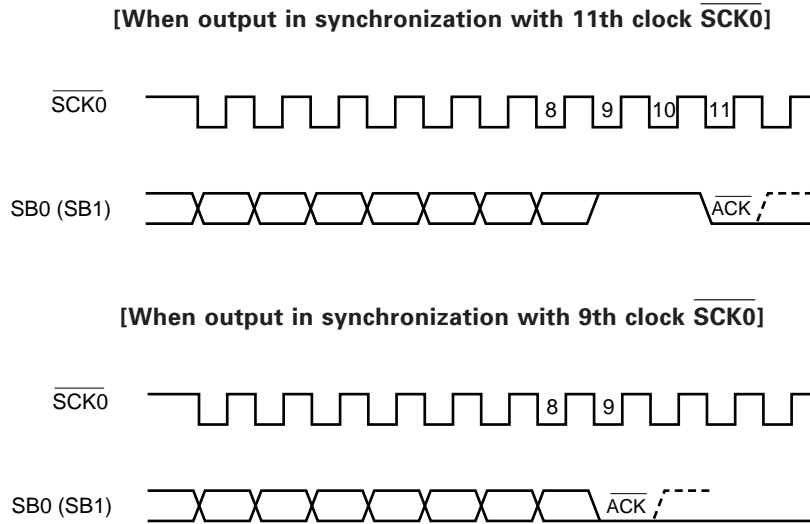 [When output in synchronization with 11th clock SCK0]
SCK0
8 9 10 11
SB0 (SB1)
ACK
[When output in synchronization with 9th clock SCK0]
SCK0
8 9
SB0 (SB1)
ACK